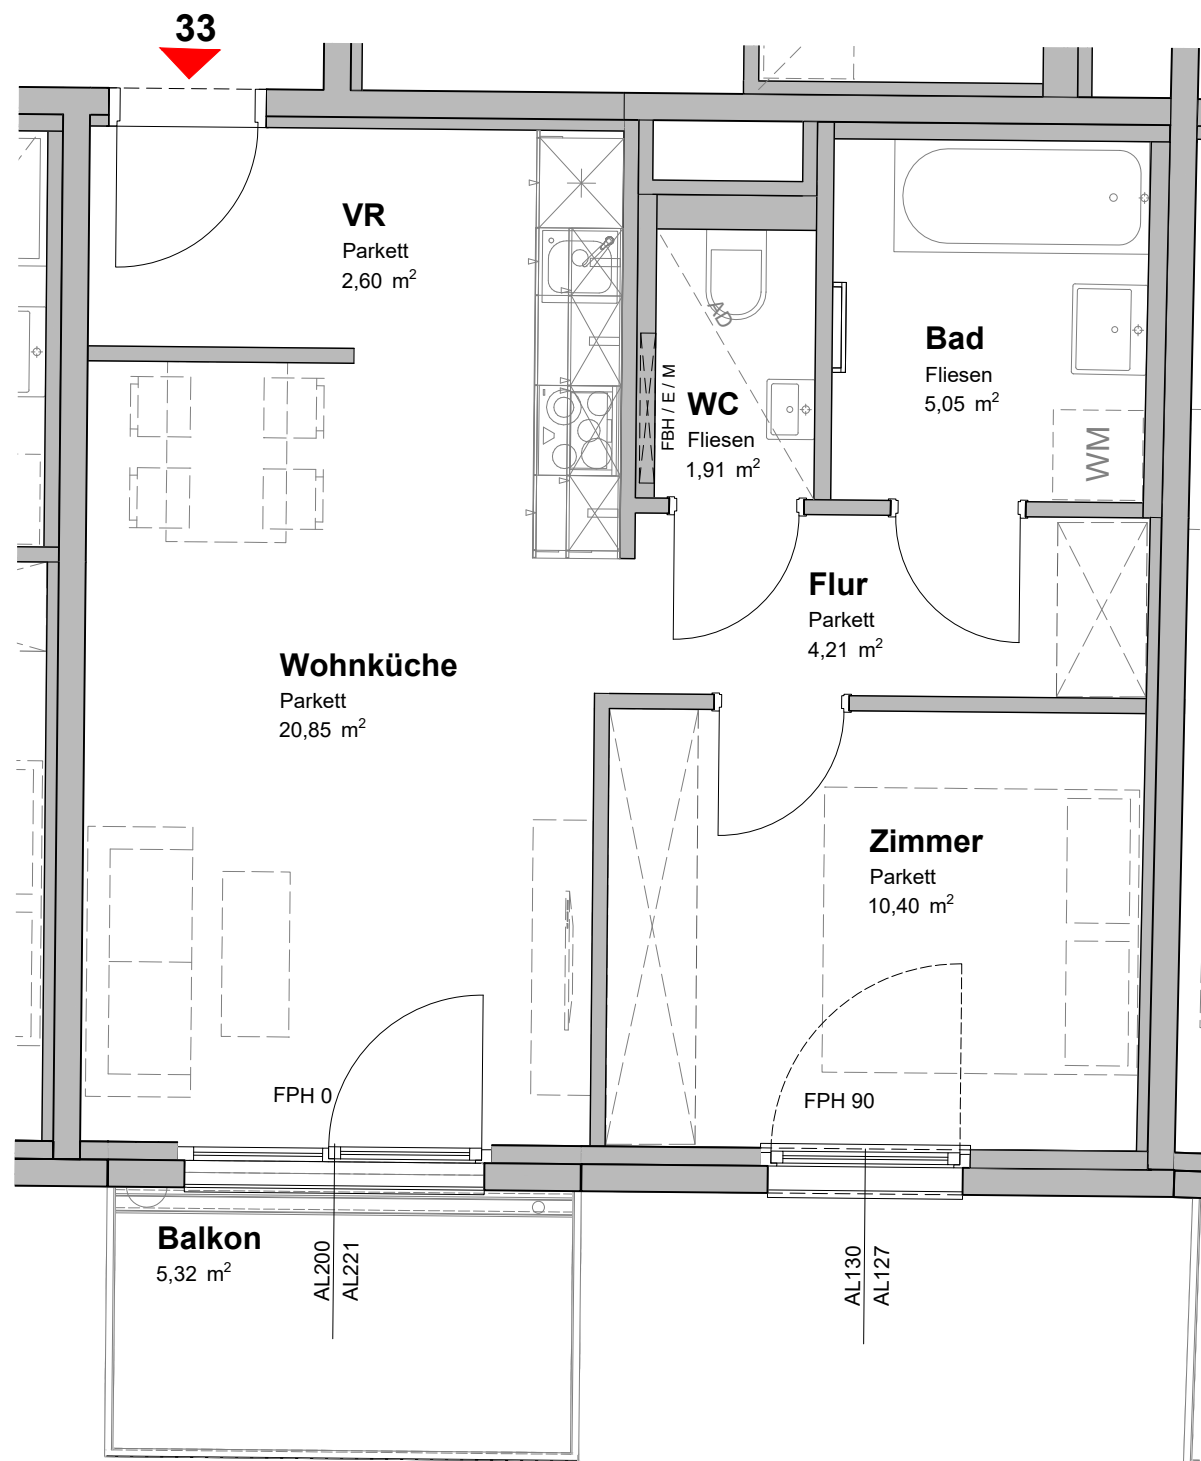 33
VR
Parkett
2,60 m²
Bad
Fliesen
5,05 m²
AD
FBH / E / M
WC
Fliesen
1,91 m²
WM
Flur
Parkett
4,21 m²
Wohnküche
Parkett
20,85 m²
Zimmer
Parkett
10,40 m²
FPH 0
FPH 90
Balkon
5,32 m²
AL200
AL221
AL130
AL127